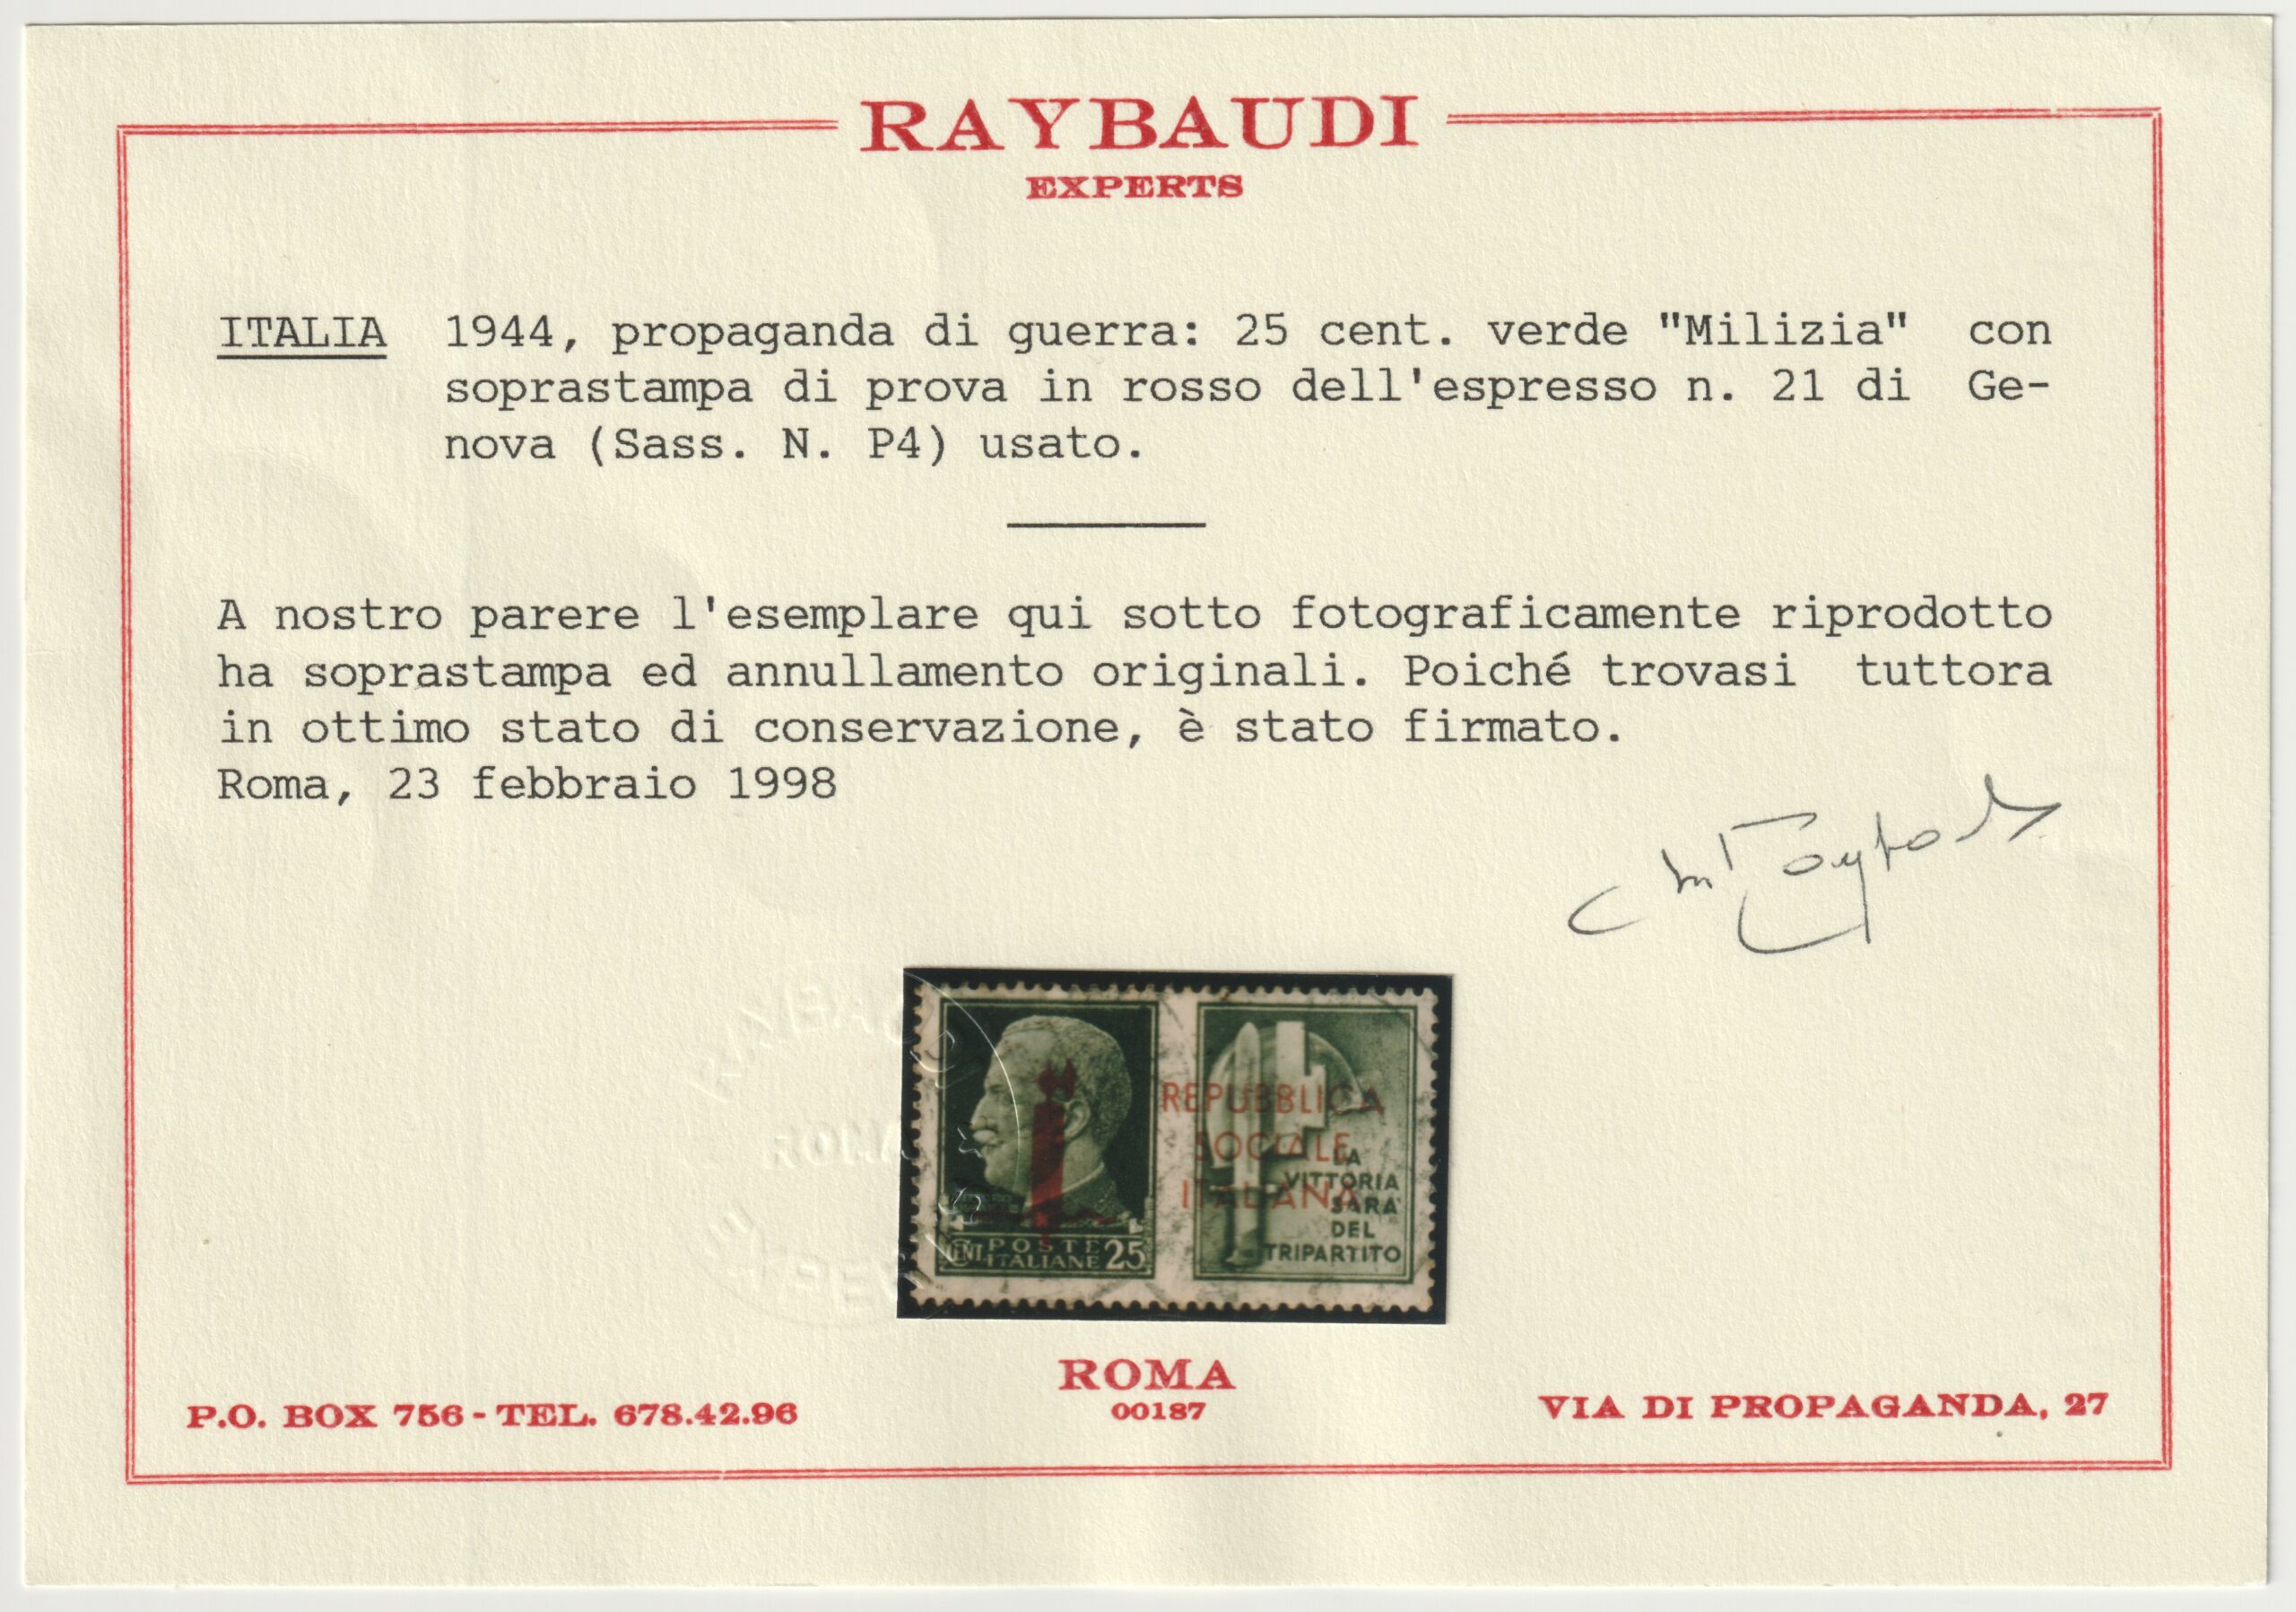 RAYBAUDI
EXPERTS
ITALIA 1944, propaganda di guerra: 25 cent. verde "Milizia" con
soprastampa di prova in rosso dell'espresso n. 21 di Ge-
nova (Sass. N. P4) usato.
A nostro parere l'esemplare qui sotto fotograficamente riprodotto
ha soprastampa ed annullamento originali. Poiché trovasi tuttora
in ottimo stato di conservazione, è stato firmato.
Roma, 23 febbraio 1998
RAYBAUDI
ROMA
REPUBBLICA
SOCIALE
ITALIANA
LA
VITTORIA
SARA'
DEL
TRIPARTITO
CENT. POSTE
ITALIANE 25
ROMA
00187
P.O. BOX 756 - TEL. 678.42.96
VIA DI PROPAGANDA, 27